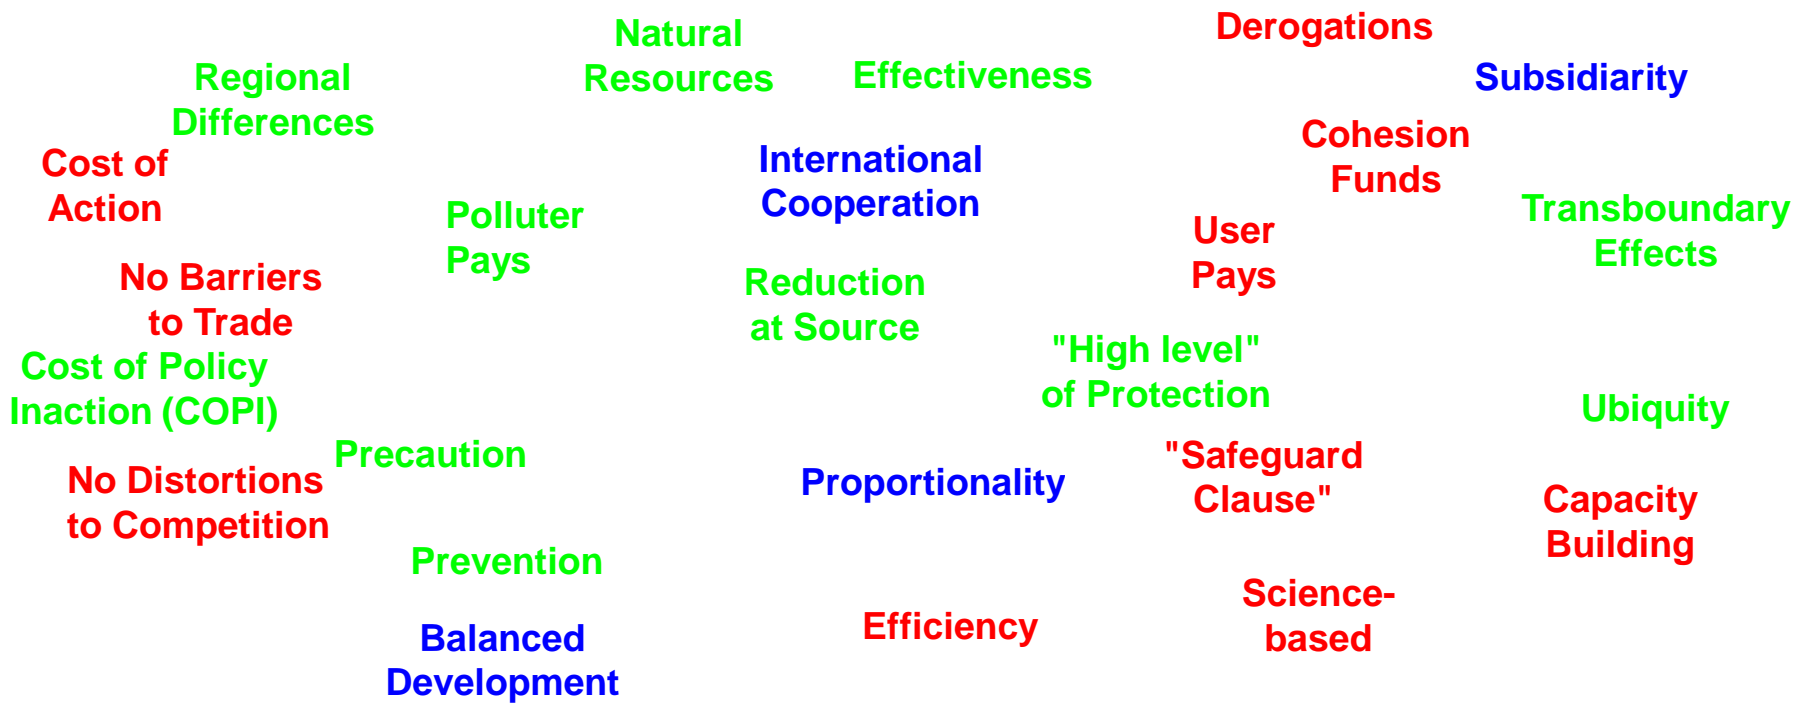 Derogations
Natural
Resources
Regional
Differences
Effectiveness
Subsidiarity
Cohesion
Funds
Cost of
Action
International
Cooperation
Polluter
Pays
Transboundary
Effects
User
Pays
No Barriers
to Trade
Reduction
at Source
"High level"
of Protection
Cost of Policy
Inaction (COPI)
Ubiquity
Precaution
"Safeguard
Clause"
No Distortions
to Competition
Proportionality
Capacity
Building
Prevention
Science-
based
Efficiency
Balanced
Development